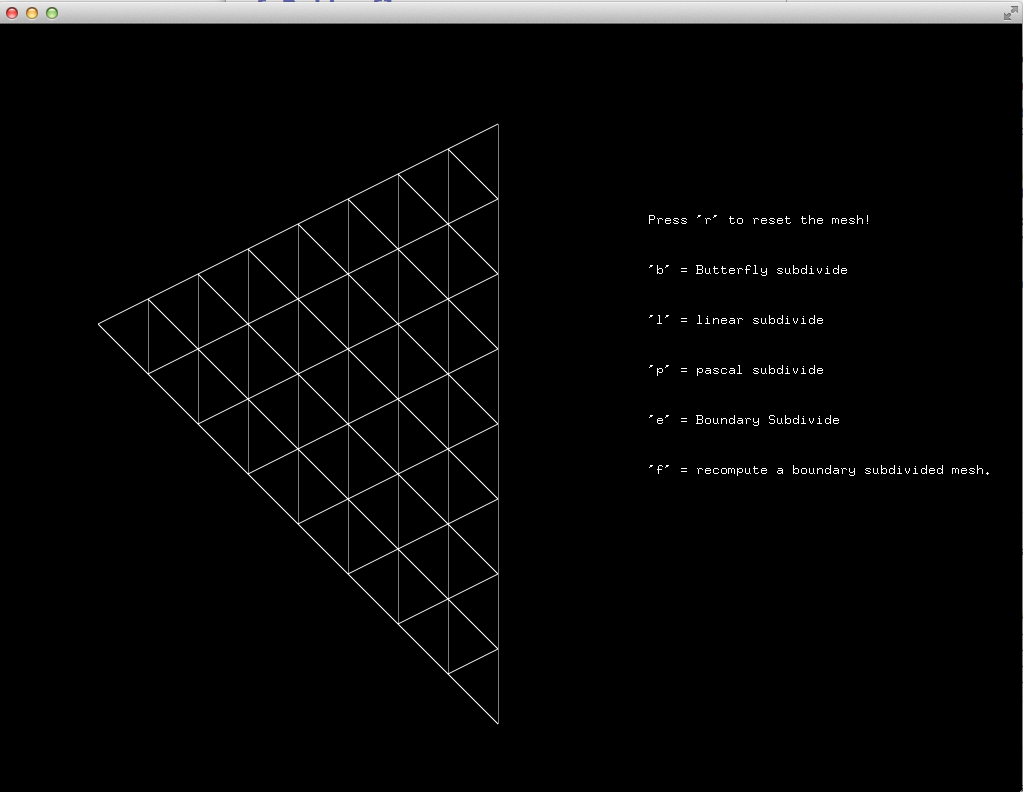 Press ´r´ to reset the mesh!
´b´ = Butterfly subdivide
´l´ = linear subdivide
´p´ = pascal subdivide
´e´ = Boundary Subdivide
´f´ = recompute a boundary subdivided mesh.